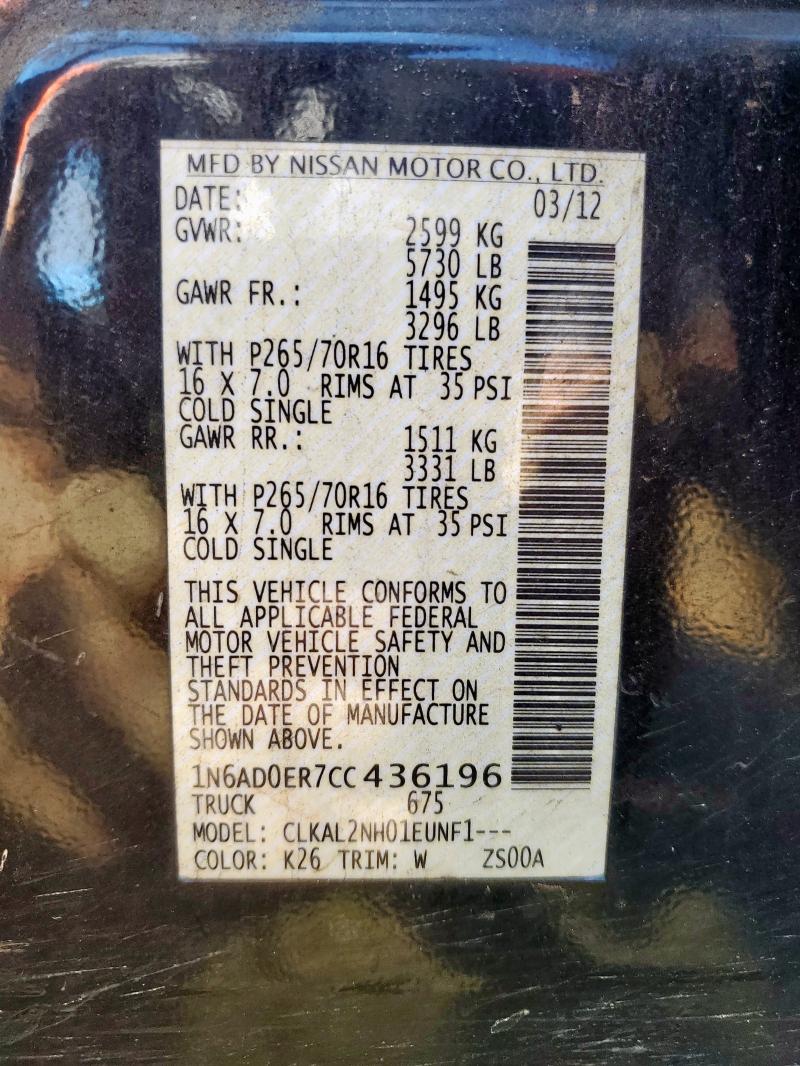 MFD BY NISSAN MOTOR CO., LTD.
DATE: 03/12
GVWR: 2599 KG
5730 LB
GAWR FR.: 1495 KG
3296 LB
WITH P265/70R16 TIRES
16 X 7.0 RIMS AT 35 PSI
COLD SINGLE
GAWR RR.: 1511 KG
3331 LB
WITH P265/70R16 TIRES
16 X 7.0 RIMS AT 35 PSI
COLD SINGLE
THIS VEHICLE CONFORMS TO
ALL APPLICABLE FEDERAL
MOTOR VEHICLE SAFETY AND
THEFT PREVENTION
STANDARDS IN EFFECT ON
THE DATE OF MANUFACTURE
SHOWN ABOVE.
1N6AD0ER7CC436196
TRUCK 675
MODEL: CLKAL2NH01EUNF1---
COLOR: K26 TRIM: W ZS00A